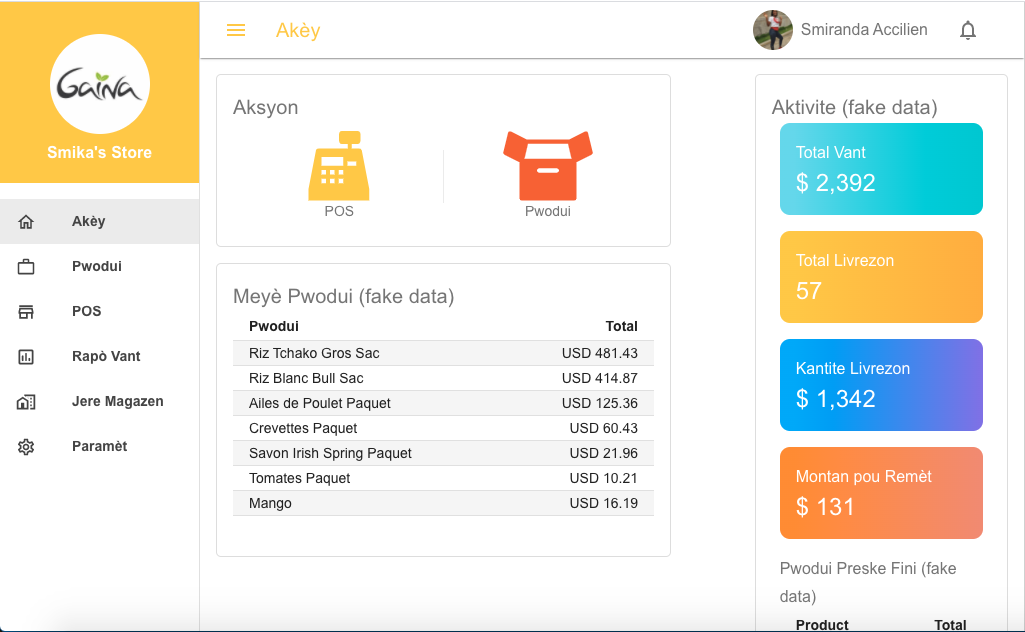 Gaina
Smika's Store
Akèy
Pwodui
POS
Rapò Vant
Jere Magazen
Paramèt
Akèy
Smiranda Accilien
Aksyon
POS
Pwodui
Meyè Pwodui (fake data)
Pwodui Total
Riz Tchako Gros Sac USD 481.43
Riz Blanc Bull Sac USD 414.87
Ailes de Poulet Paquet USD 125.36
Crevettes Paquet USD 60.43
Savon Irish Spring Paquet USD 21.96
Tomates Paquet USD 10.21
Mango USD 16.19
Aktivite (fake data)
Total Vant
$ 2,392
Total Livrezon
57
Kantite Livrezon
$ 1,342
Montan pou Remèt
$ 131
Pwodui Preske Fini (fake
data)
Product Total